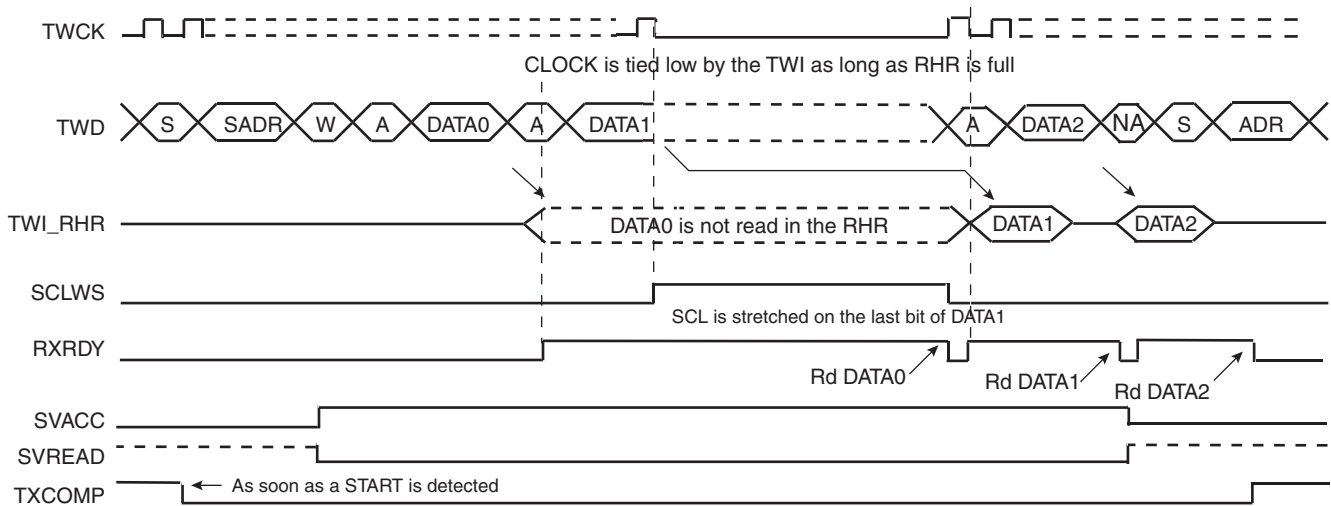 TWCK
CLOCK is tied low by the TWI as long as RHR is full
TWD S SADR W A DATA0 A DATA1 A DATA2 NA S ADR
TWI_RHR DATA0 is not read in the RHR DATA1 DATA2
SCLWS
SCL is stretched on the last bit of DATA1
RXRDY
Rd DATA0 Rd DATA1 Rd DATA2
SVACC
SVREAD
TXCOMP As soon as a START is detected